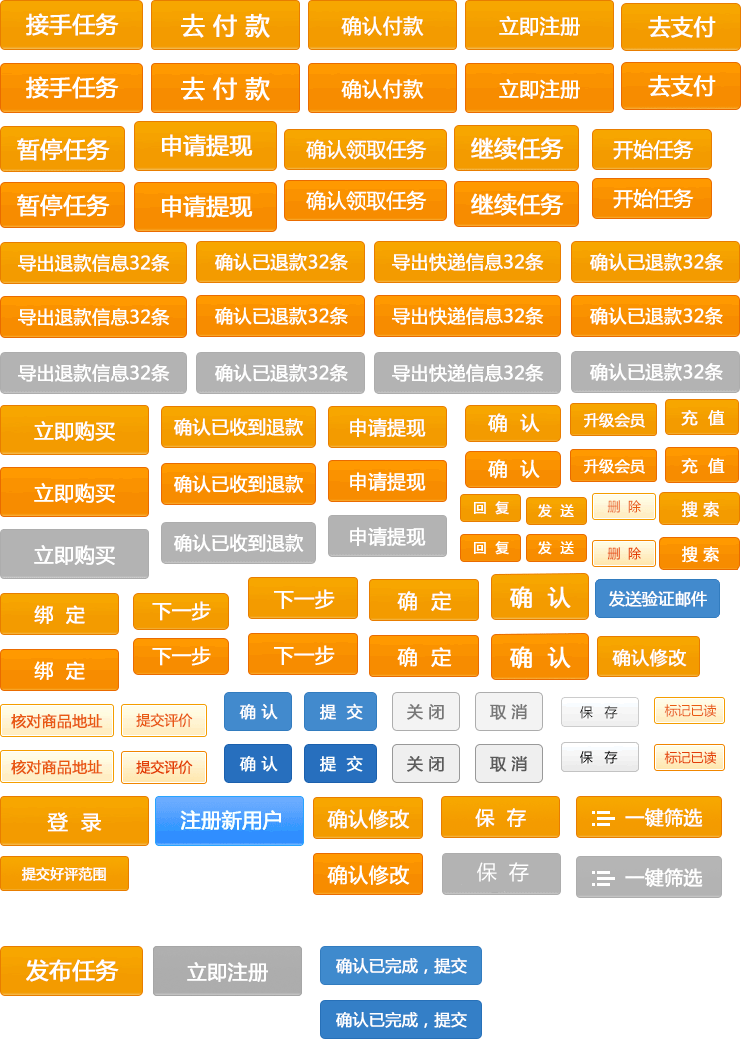 接手任务 去付款 确认付款 立即注册 去支付
接手任务 去付款 确认付款 立即注册 去支付
暂停任务 申请提现 确认领取任务 继续任务 开始任务
暂停任务 申请提现 确认领取任务 继续任务 开始任务
导出退款信息32条 确认已退款32条 导出快递信息32条 确认已退款32条
导出退款信息32条 确认已退款32条 导出快递信息32条 确认已退款32条
导出退款信息32条 确认已退款32条 导出快递信息32条 确认已退款32条
立即购买 确认已收到退款 申请提现 确认 升级会员 充值
立即购买 确认已收到退款 申请提现 确认 升级会员 充值
回复 发送 删除 搜索
立即购买 确认已收到退款 申请提现 回复 发送 删除 搜索
绑定 下一步 下一步 确定 确认 发送验证邮件
绑定 下一步 下一步 确定 确认 确认修改
核对商品地址 提交评价 确认 提交 关闭 取消 保存 标记已读
核对商品地址 提交评价 确认 提交 关闭 取消 保存 标记已读
登录 注册新用户 确认修改 保存 一键筛选
提交好评范围 确认修改 保存 一键筛选
发布任务 立即注册 确认已完成，提交
确认已完成，提交